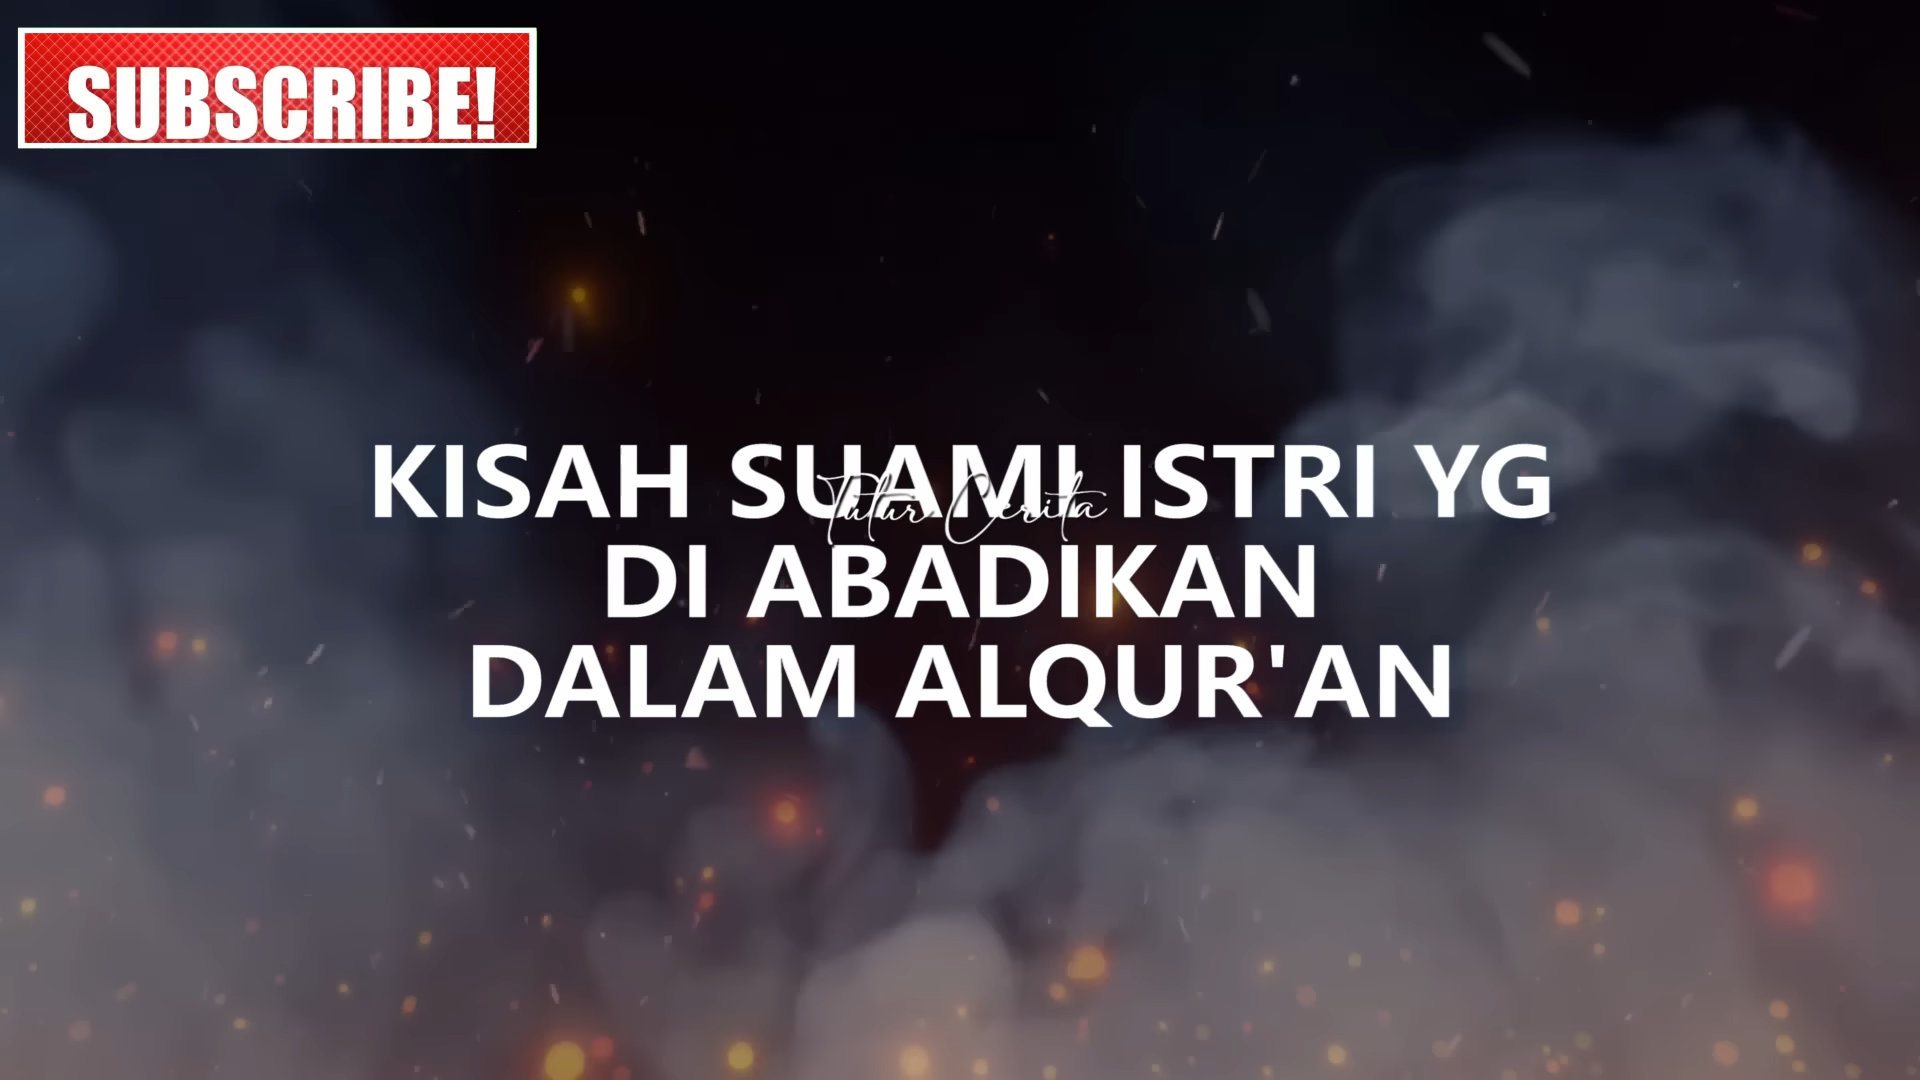 SUBSCRIBE!
KISAH SUAMI ISTRI YG
Tutur Cerita
DI ABADIKAN
DALAM ALQUR'AN